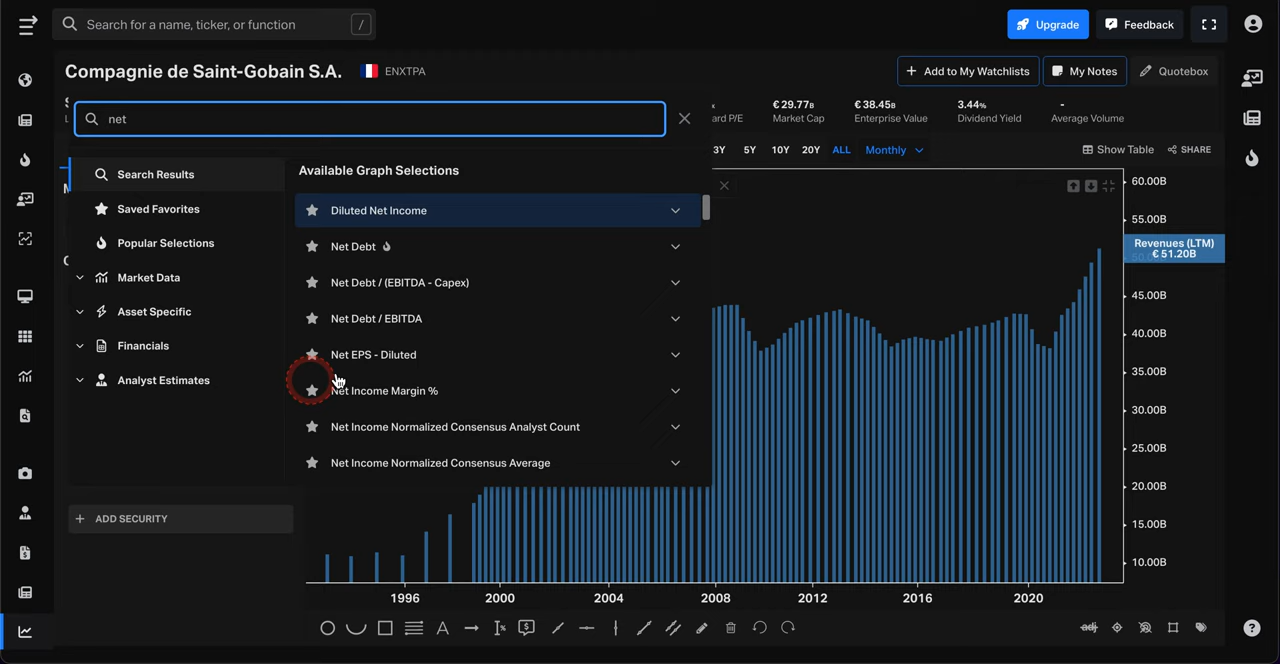 Search for a name, ticker, or function /
Upgrade
Feedback
Compagnie de Saint-Gobain S.A. ENXTPA
+ Add to My Watchlists
My Notes
Quotebox
net
P/E
€29.77B
Market Cap
€38.45B
Enterprise Value
3.44%
Dividend Yield
-
Average Volume
3Y 5Y 10Y 20Y ALL Monthly
Show Table
SHARE
Search Results
Saved Favorites
Popular Selections
Market Data
Asset Specific
Financials
Analyst Estimates
Available Graph Selections
Diluted Net Income
Net Debt
Net Debt / (EBITDA - Capex)
Net Debt / EBITDA
Net EPS - Diluted
Net Income Margin %
Net Income Normalized Consensus Analyst Count
Net Income Normalized Consensus Average
+ ADD SECURITY
60.00B
55.00B
Revenues (LTM)
€51.20B
45.00B
40.00B
35.00B
30.00B
25.00B
20.00B
15.00B
10.00B
1996 2000 2004 2008 2012 2016 2020
adj
?